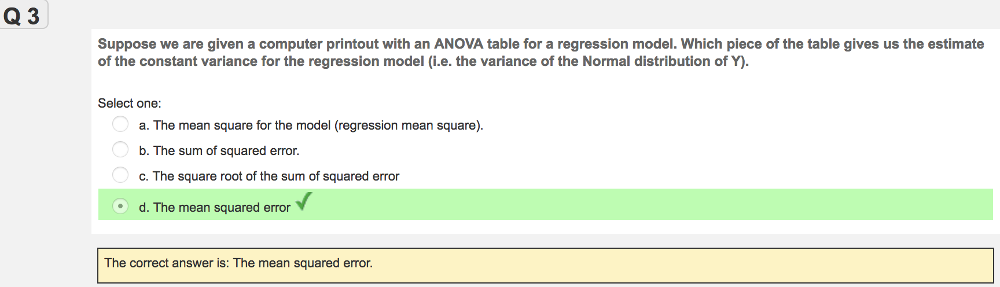 Q 3
Suppose we are given a computer printout with an ANOVA table for a regression model. Which piece of the table gives us the estimate
of the constant variance for the regression model (i.e. the variance of the Normal distribution of Y).
Select one:
a. The mean square for the model (regression mean square).
b. The sum of squared error.
c. The square root of the sum of squared error
d. The mean squared error
The correct answer is: The mean squared error.